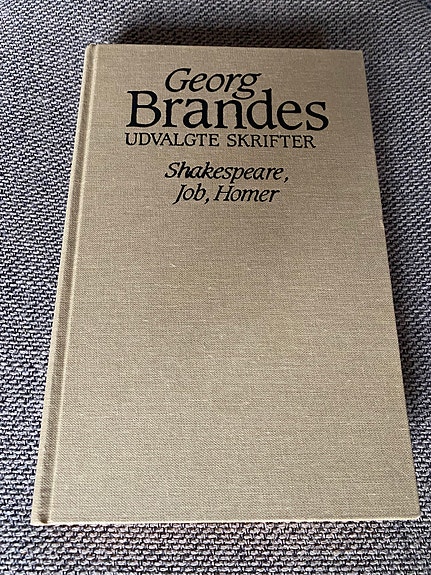 Georg
Brandes
UDVALGTE SKRIFTER
Shakespeare,
Job, Homer